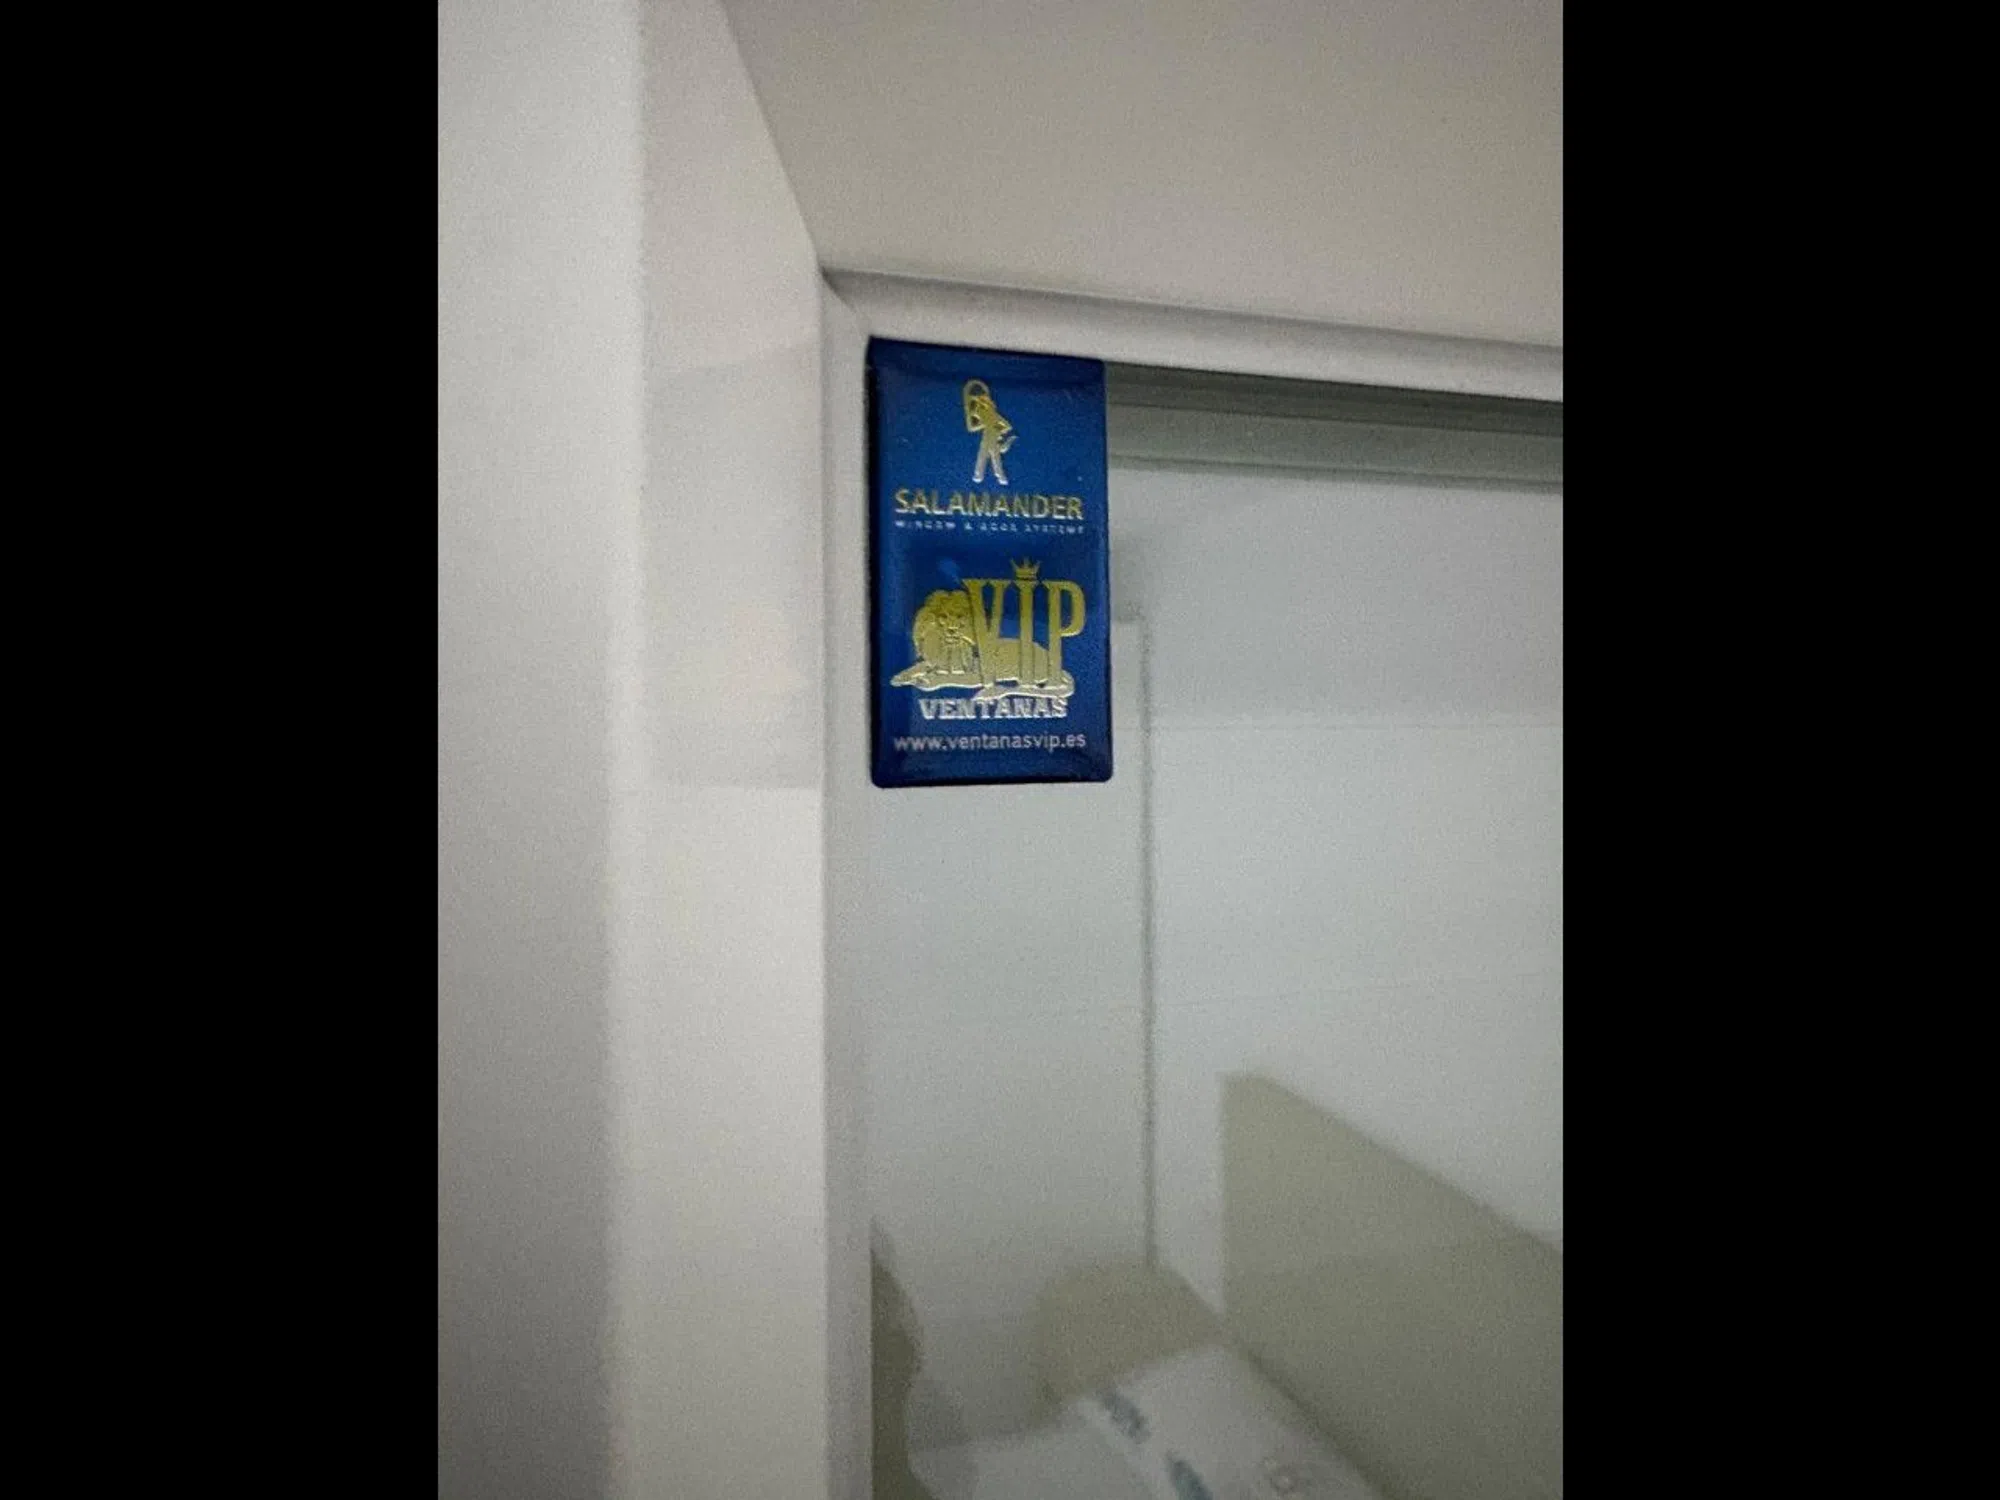 SALAMANDER
WINDOW & DOOR SYSTEMS
VIP
VENTANAS
www.ventanasvip.es